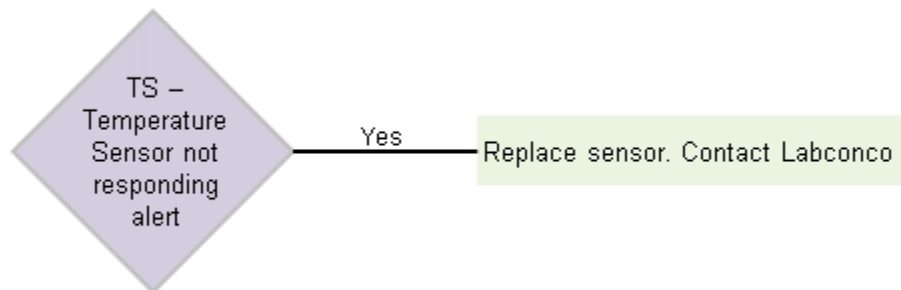 TS –
Temperature
Sensor not
responding
alert
Yes
Replace sensor. Contact Labconco